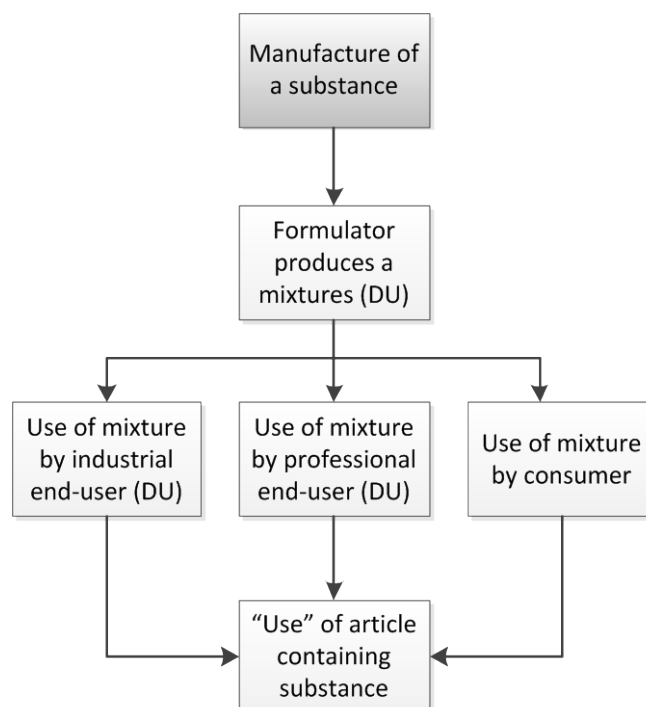 Manufacture of
a substance
Formulator
produces a
mixtures (DU)
Use of mixture
by industrial
end-user (DU)
Use of mixture
by professional
end-user (DU)
Use of mixture
by consumer
“Use” of article
containing
substance